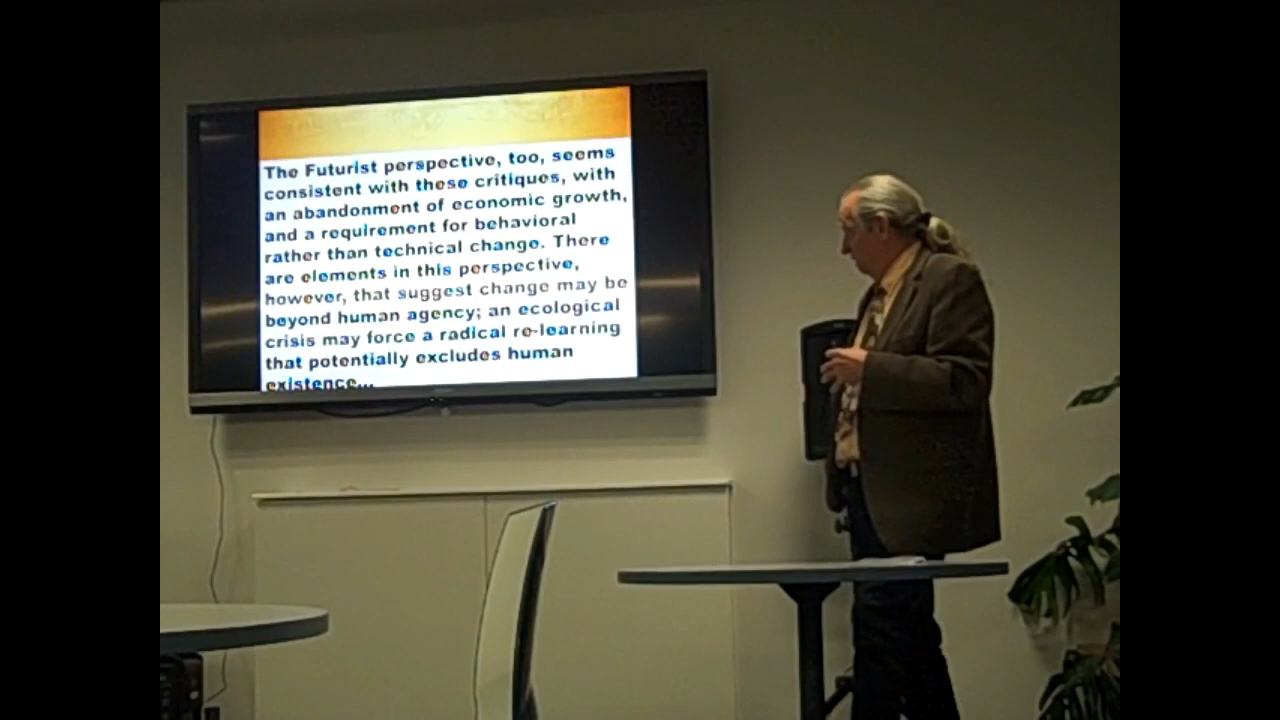 The Futurist perspective, too, seems
consistent with these critiques, with
an abandonment of economic growth,
and a requirement for behavioral
rather than technical change. There
are elements in this perspective,
however, that suggest change may be
beyond human agency; an ecological
crisis may force a radical re-learning
that potentially excludes human
existence...